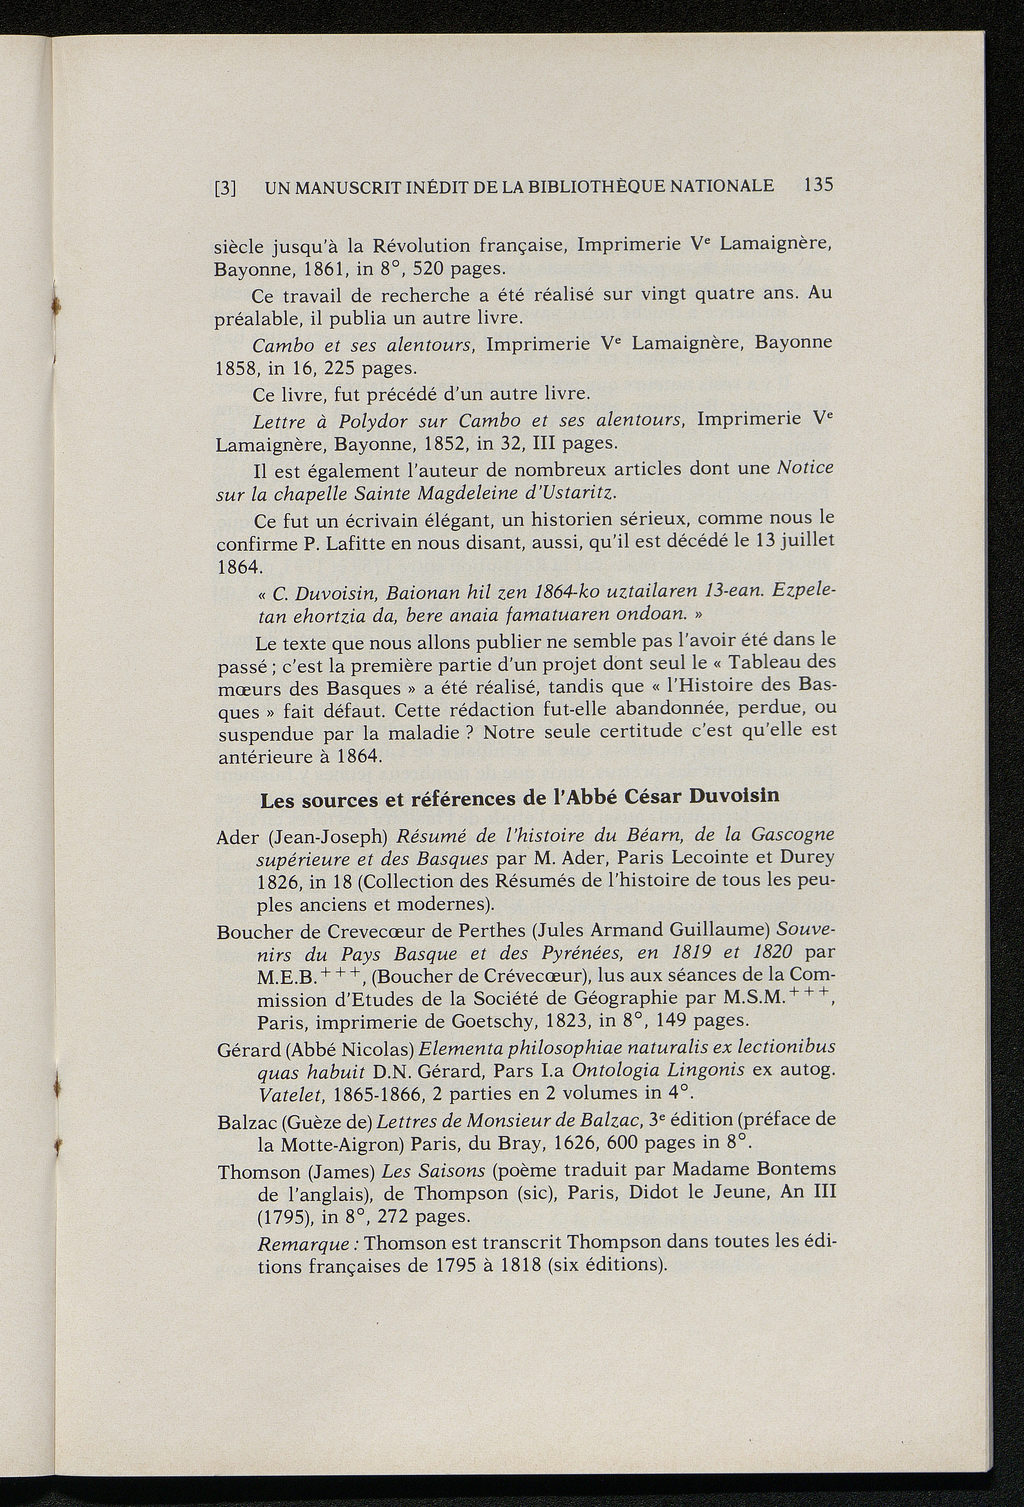 [3] UN MANUSCRIT INÉDIT DE LA BIBLIOTHÈQUE NATIONALE 135
siècle jusqu'à la Révolution française, Imprimerie Vᵉ Lamaignère,
Bayonne, 1861, in 8°, 520 pages.
Ce travail de recherche a été réalisé sur vingt quatre ans. Au
préalable, il publia un autre livre.
Cambo et ses alentours, Imprimerie Vᵉ Lamaignère, Bayonne
1858, in 16, 225 pages.
Ce livre, fut précédé d'un autre livre.
Lettre à Polydor sur Cambo et ses alentours, Imprimerie Vᵉ
Lamaignère, Bayonne, 1852, in 32, III pages.
Il est également l'auteur de nombreux articles dont une Notice
sur la chapelle Sainte Magdeleine d'Ustaritz.
Ce fut un écrivain élégant, un historien sérieux, comme nous le
confirme P. Lafitte en nous disant, aussi, qu'il est décédé le 13 juillet
1864.
« C. Duvoisin, Baionan hil zen 1864-ko uztailaren 13-ean. Ezpele-
tan ehortzia da, bere anaia famatuaren ondoan. »
Le texte que nous allons publier ne semble pas l'avoir été dans le
passé ; c'est la première partie d'un projet dont seul le « Tableau des
mœurs des Basques » a été réalisé, tandis que « l'Histoire des Bas-
ques » fait défaut. Cette rédaction fut-elle abandonnée, perdue, ou
suspendue par la maladie ? Notre seule certitude c'est qu'elle est
antérieure à 1864.
Les sources et références de l'Abbé César Duvoisin
Ader (Jean-Joseph) Résumé de l'histoire du Béarn, de la Gascogne
supérieure et des Basques par M. Ader, Paris Lecointe et Durey
1826, in 18 (Collection des Résumés de l'histoire de tous les peu-
ples anciens et modernes).
Boucher de Crevecœur de Perthes (Jules Armand Guillaume) Souve-
nirs du Pays Basque et des Pyrénées, en 1819 et 1820 par
M.E.B.⁺⁺⁺, (Boucher de Crévecœur), lus aux séances de la Com-
mission d'Etudes de la Société de Géographie par M.S.M.⁺⁺⁺,
Paris, imprimerie de Goetschy, 1823, in 8°, 149 pages.
Gérard (Abbé Nicolas) Elementa philosophiae naturalis ex lectionibus
quas habuit D.N. Gérard, Pars I.a Ontologia Lingonis ex autog.
Vatelet, 1865-1866, 2 parties en 2 volumes in 4°.
Balzac (Guèze de) Lettres de Monsieur de Balzac, 3ᵉ édition (préface de
la Motte-Aigron) Paris, du Bray, 1626, 600 pages in 8°.
Thomson (James) Les Saisons (poème traduit par Madame Bontems
de l'anglais), de Thompson (sic), Paris, Didot le Jeune, An III
(1795), in 8°, 272 pages.
Remarque : Thomson est transcrit Thompson dans toutes les édi-
tions françaises de 1795 à 1818 (six éditions).